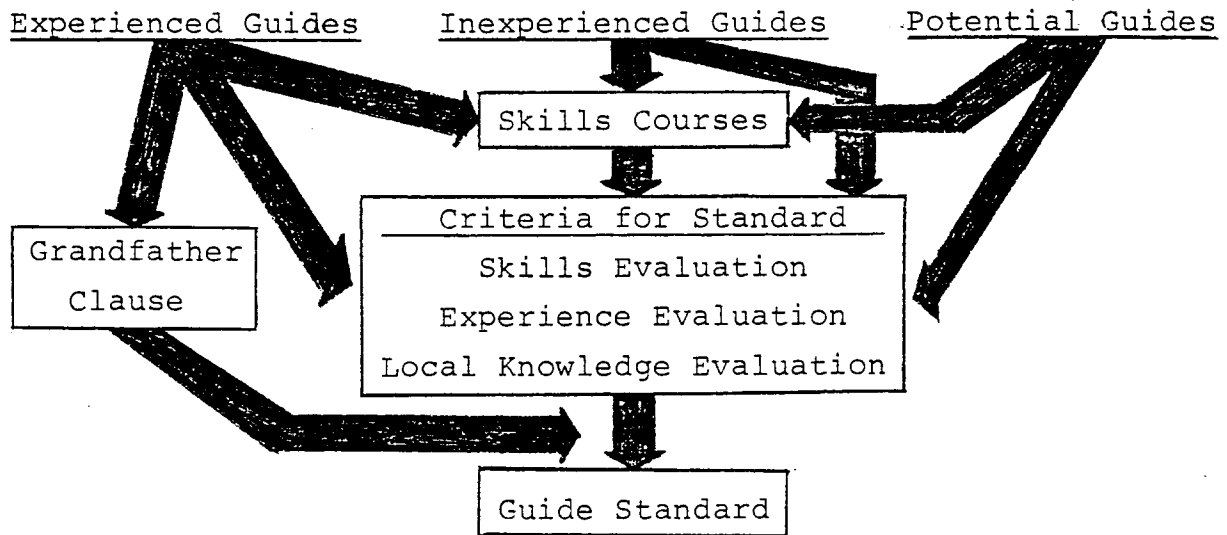 Experienced Guides
Inexperienced Guides
Potential Guides
Skills Courses
Criteria for Standard
Skills Evaluation
Experience Evaluation
Local Knowledge Evaluation
Grandfather
Clause
Guide Standard